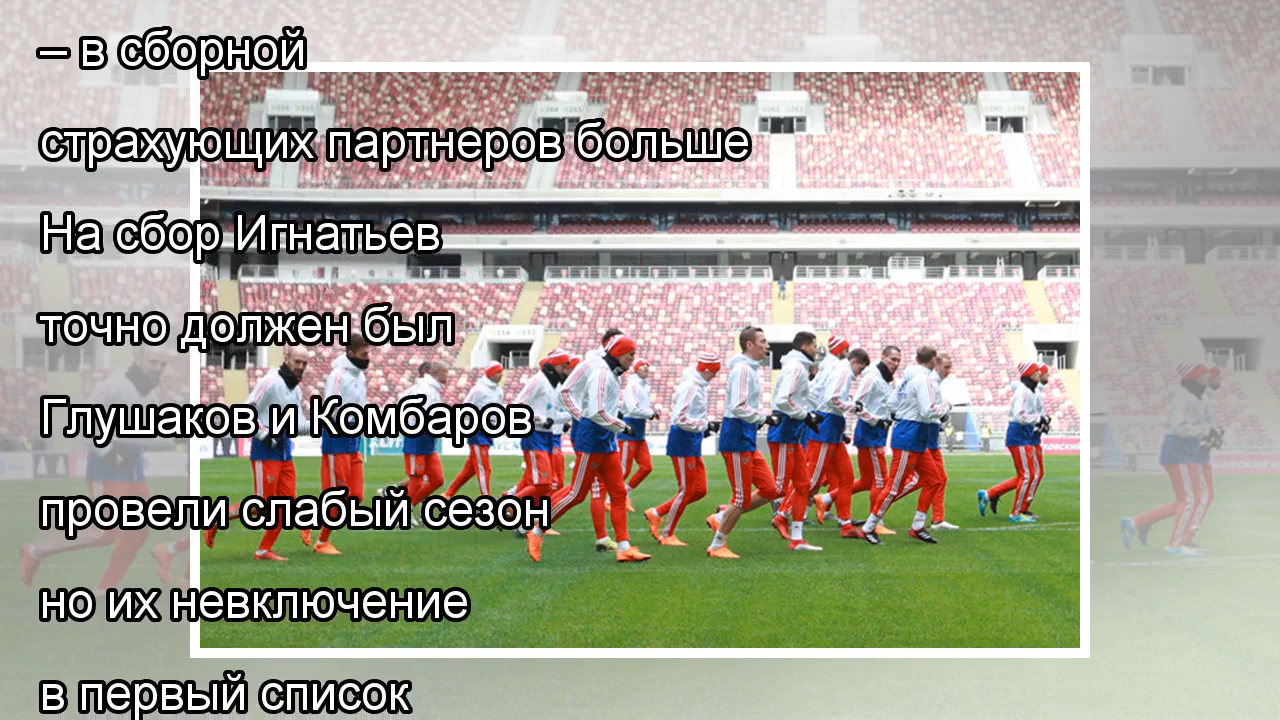 – в сборной
страхующих партнеров больше
На сбор Игнатьев
точно должен был
Глушаков и Комбаров
провели слабый сезон
но их невключение
в первый список